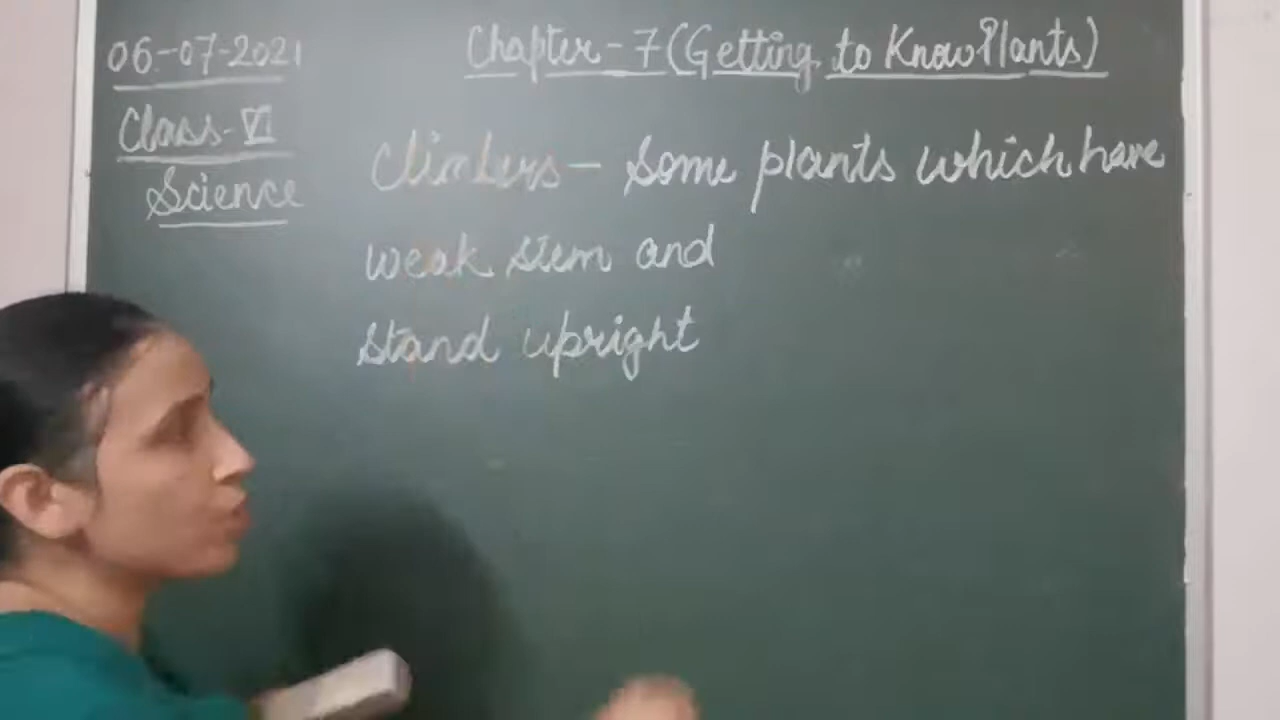 06-07-2021
Chapter-7 (Getting to Know Plants)
Class-VI
Science
Climbers - Some plants which have
weak stem and
stand upright